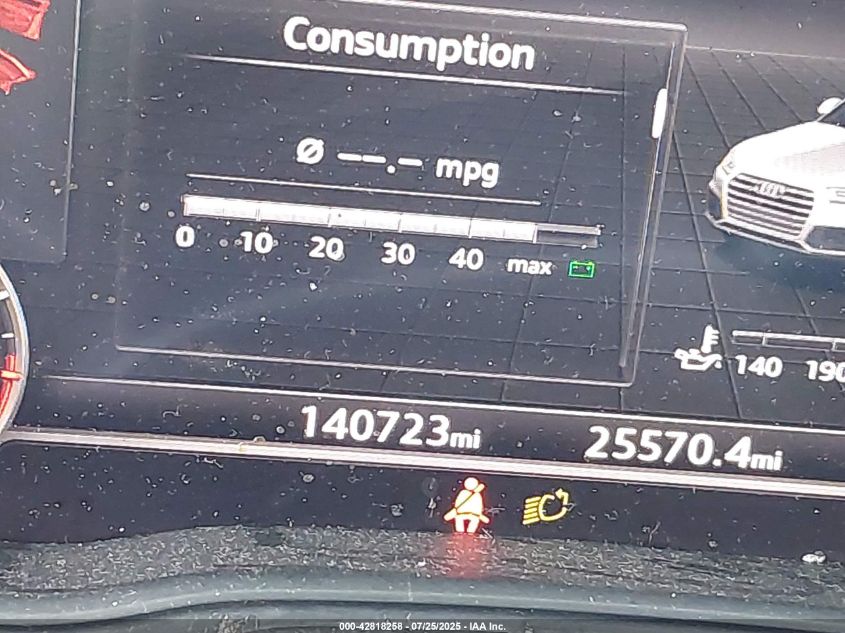 Consumption
Ø --.- mpg
0 10 20 30 40 max
140 190
140723mi 25570.4mi
000-42818258 - 07/25/2025 - IAA Inc.